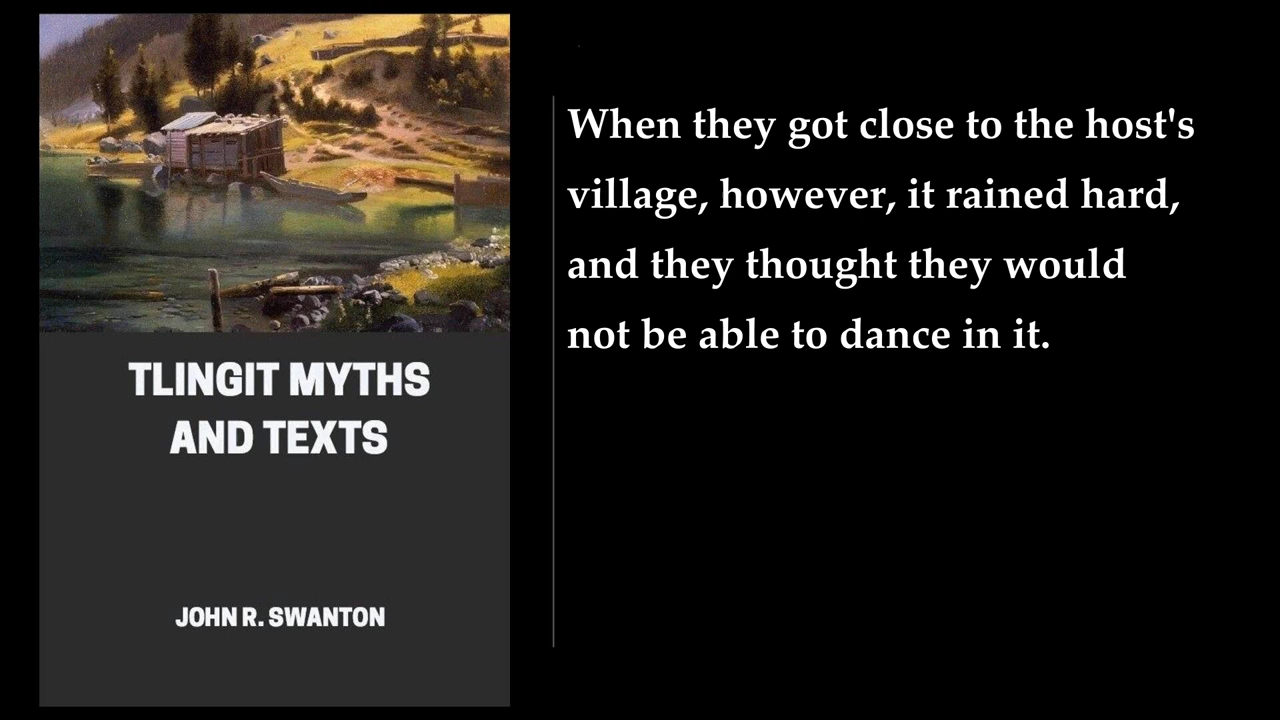 TLINGIT MYTHS
AND TEXTS
JOHN R. SWANTON
When they got close to the host's
village, however, it rained hard,
and they thought they would
not be able to dance in it.